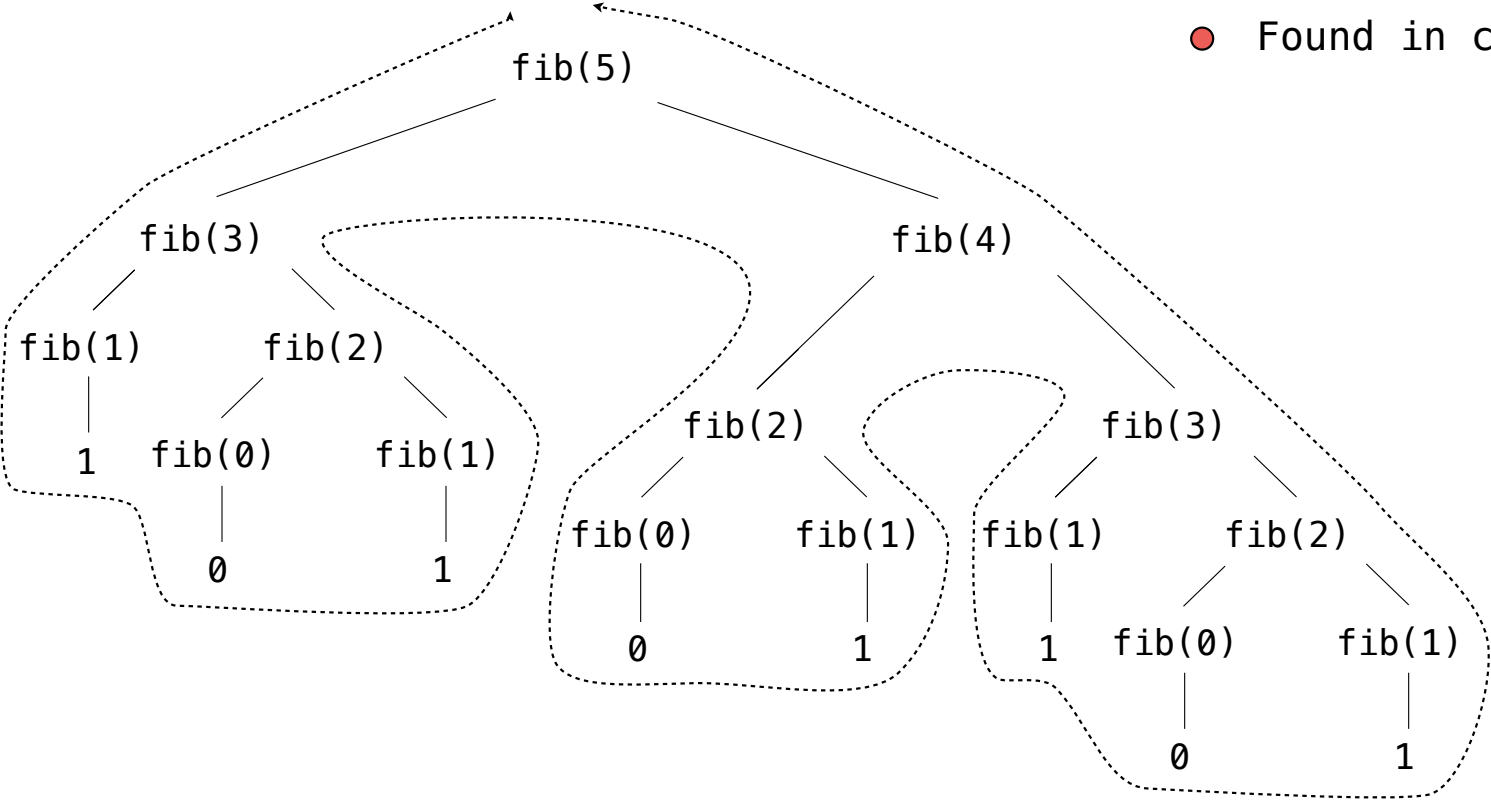 Found in c
fib(5)
fib(3) fib(4)
fib(1) fib(2)
fib(2) fib(3)
1 fib(0) fib(1)
fib(0) fib(1) fib(1) fib(2)
0 1
0 1 1 fib(0) fib(1)
0 1